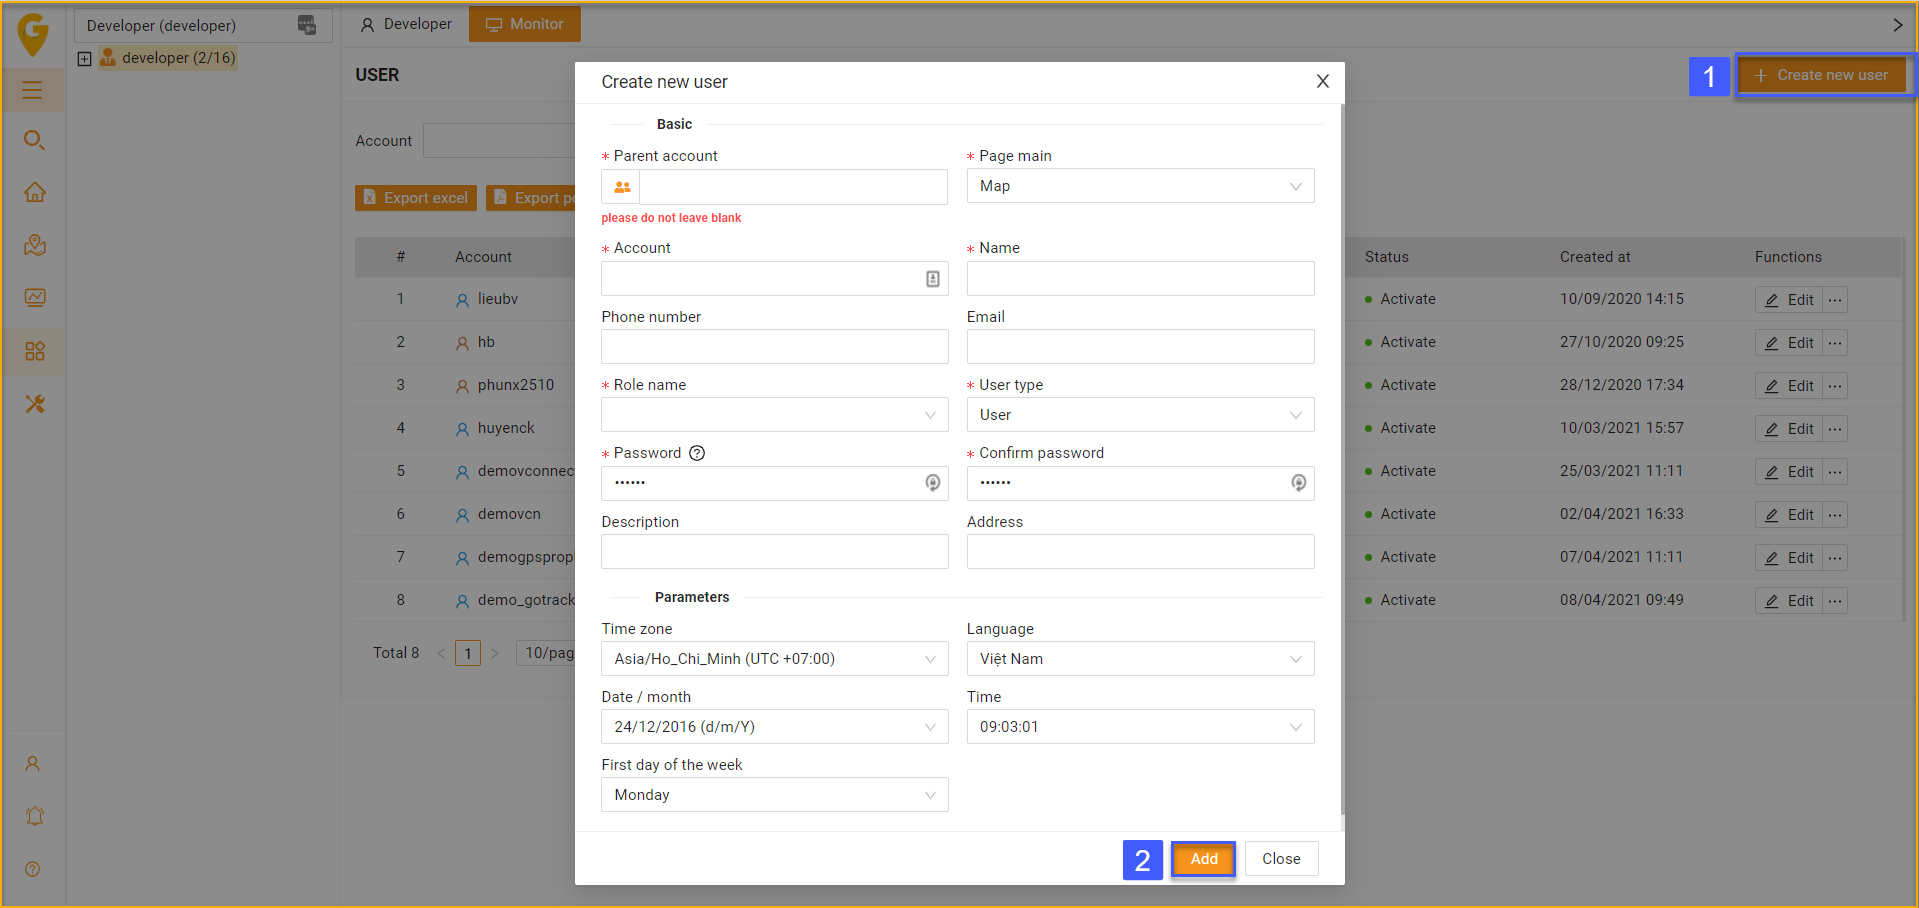 Developer (developer)
Developer
Monitor
developer (2/16)
USER
1
+ Create new user
Create new user
X
Account
Basic
* Parent account
* Page main
Map
please do not leave blank
Export excel
Export
* Account
* Name
#
Account
Status
Created at
Functions
1
lieubv
Activate
10/09/2020 14:15
Edit
...
Phone number
Email
2
hb
Activate
27/10/2020 09:25
Edit
...
* Role name
* User type
User
3
phunx2510
Activate
28/12/2020 17:34
Edit
...
4
huyenck
Activate
10/03/2021 15:57
Edit
...
* Password ?
* Confirm password
••••••
••••••
5
demovconnec
Activate
25/03/2021 11:11
Edit
...
6
demovcn
Activate
02/04/2021 16:33
Edit
...
Description
Address
7
demogpsprop
Activate
07/04/2021 11:11
Edit
...
8
demo_gotrack
Activate
08/04/2021 09:49
Edit
...
Parameters
Time zone
Language
Asia/Ho_Chi_Minh (UTC +07:00)
Việt Nam
Total 8
< 1 >
10/pag
Date / month
Time
24/12/2016 (d/m/Y)
09:03:01
First day of the week
Monday
2
Add
Close